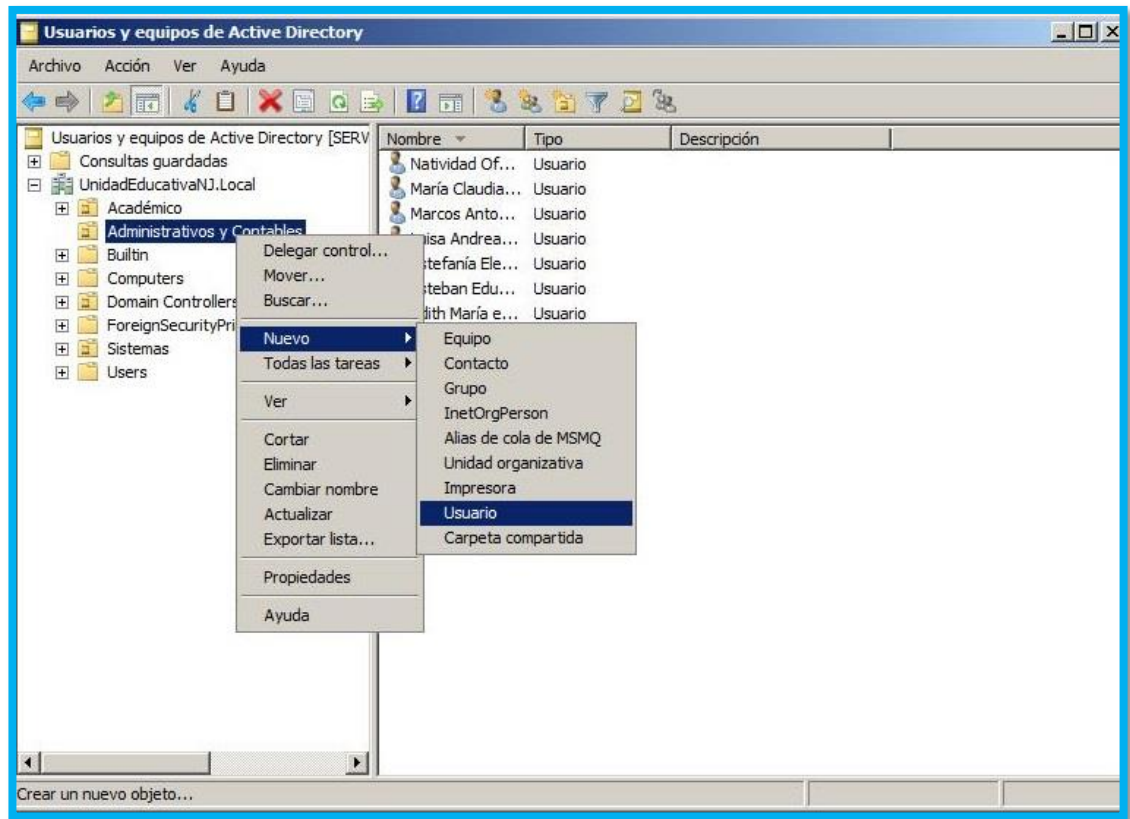 Usuarios y equipos de Active Directory
Archivo Acción Ver Ayuda
Usuarios y equipos de Active Directory [SERV
Consultas guardadas
UnidadEducativaNJ.Local
Académico
Administrativos y Contables
Builtin
Computers
Domain Controllers
ForeignSecurityPri
Sistemas
Users
Nombre Tipo Descripción
Natividad Of... Usuario
María Claudia... Usuario
Marcos Anto... Usuario
Luisa Andrea... Usuario
stefanía Ele... Usuario
steban Edu... Usuario
dith María e... Usuario
Delegar control...
Mover...
Buscar...
Nuevo
Todas las tareas
Ver
Cortar
Eliminar
Cambiar nombre
Actualizar
Exportar lista...
Propiedades
Ayuda
Equipo
Contacto
Grupo
InetOrgPerson
Alias de cola de MSMQ
Unidad organizativa
Impresora
Usuario
Carpeta compartida
Crear un nuevo objeto...